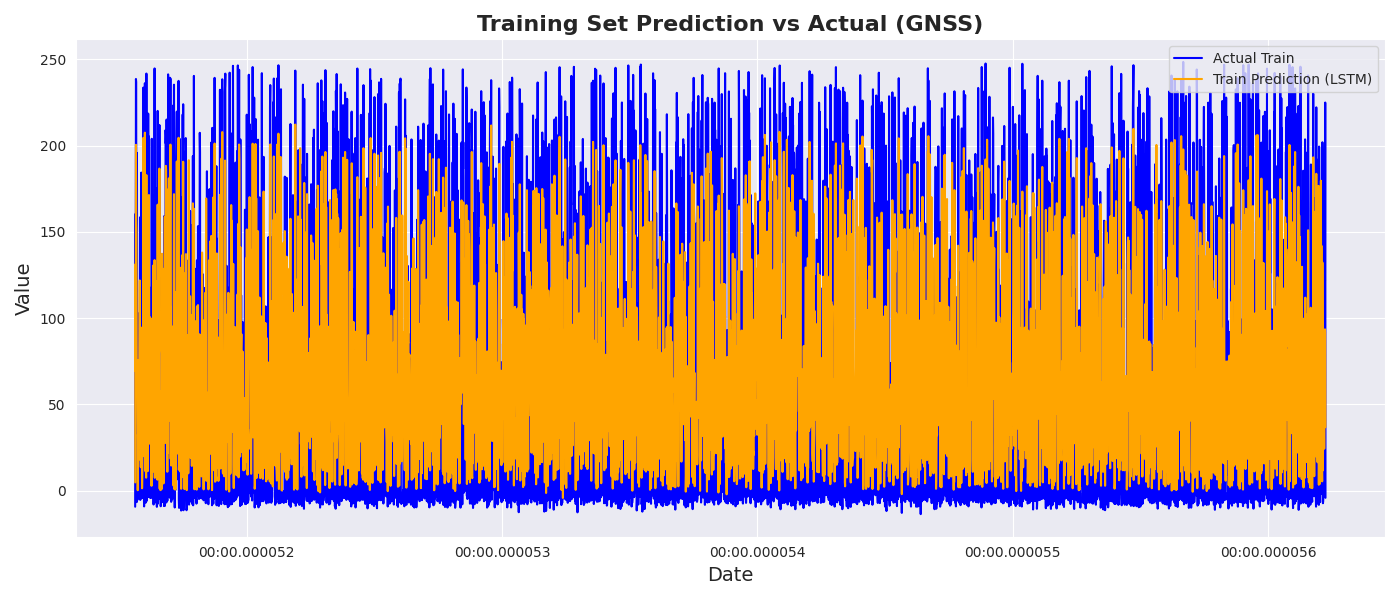 Training Set Prediction vs Actual (GNSS)
Actual Train
Train Prediction (LSTM)
250
200
150
100
50
0
Value
00:00.000052
00:00.000053
00:00.000054
00:00.000055
00:00.000056
Date